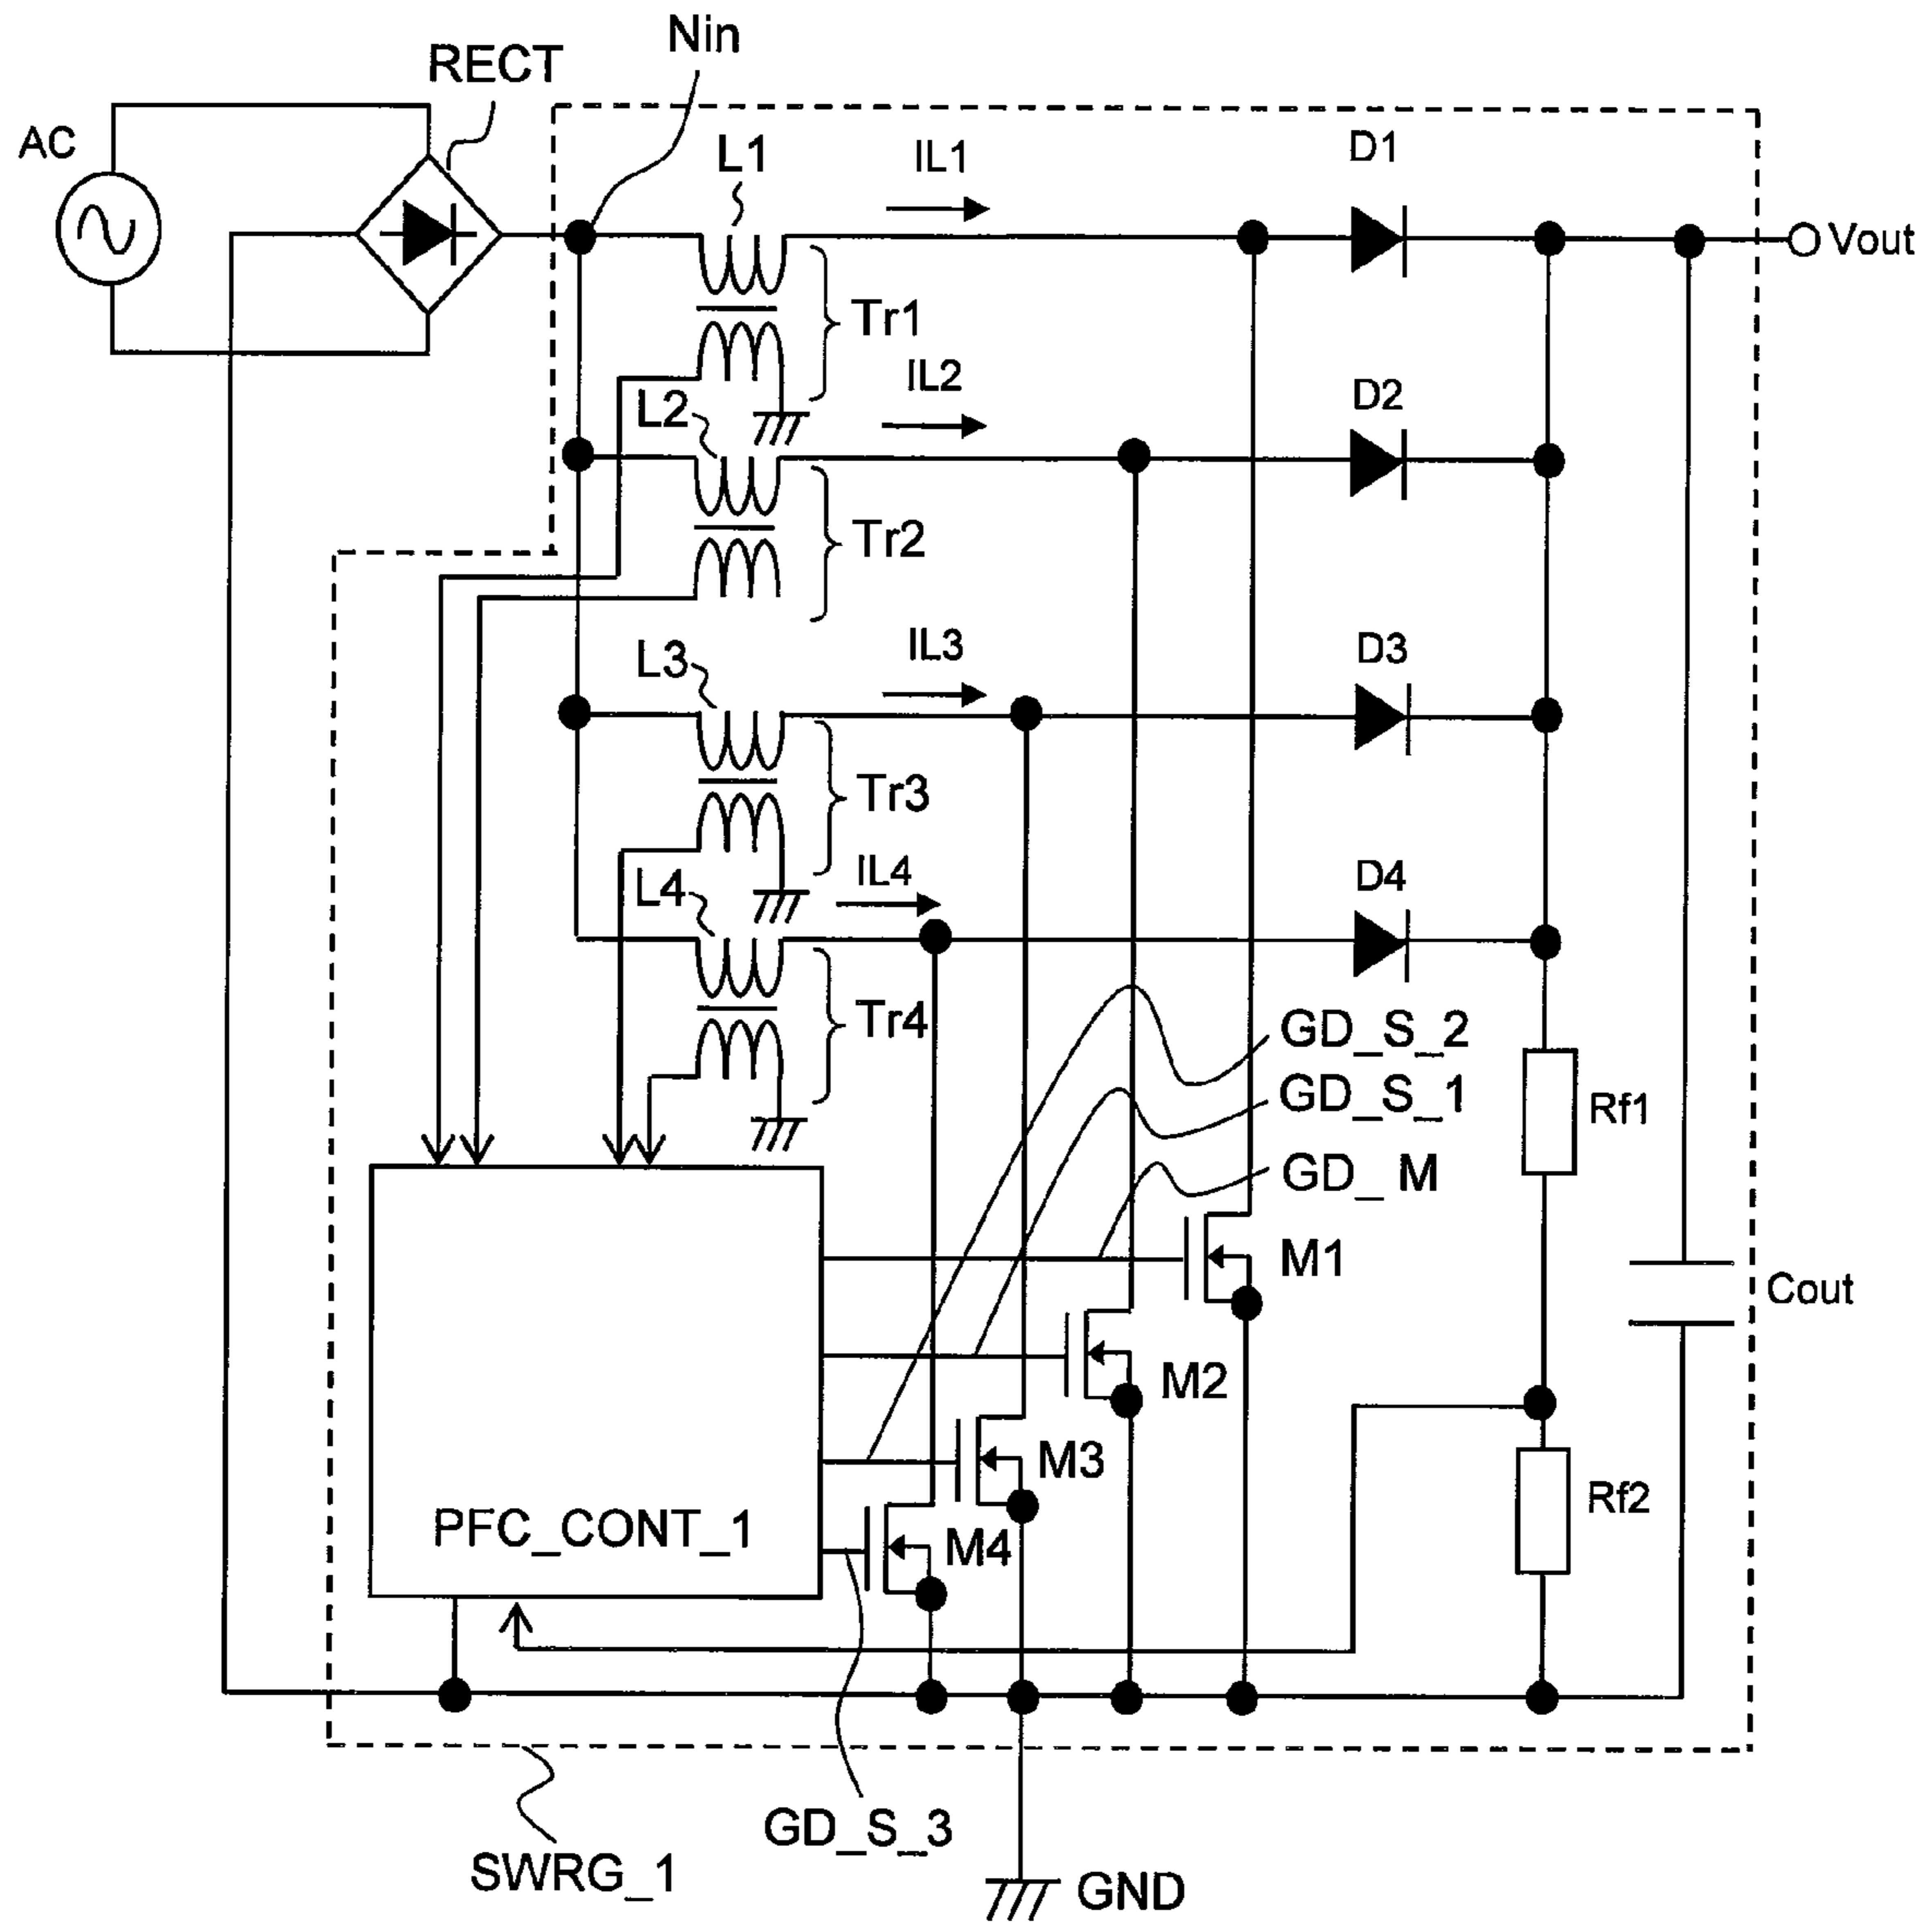 Nin
RECT
AC
L1
IL1
D1
Vout
Tr1
IL2
D2
L2
Tr2
IL3
D3
L3
Tr3
IL4
D4
L4
Tr4
GD_S_2
GD_S_1
Rf1
GD_ M
M1
Cout
M2
M3
Rf2
PFC_CONT_1
M4
GD_S_3
SWRG_1
GND